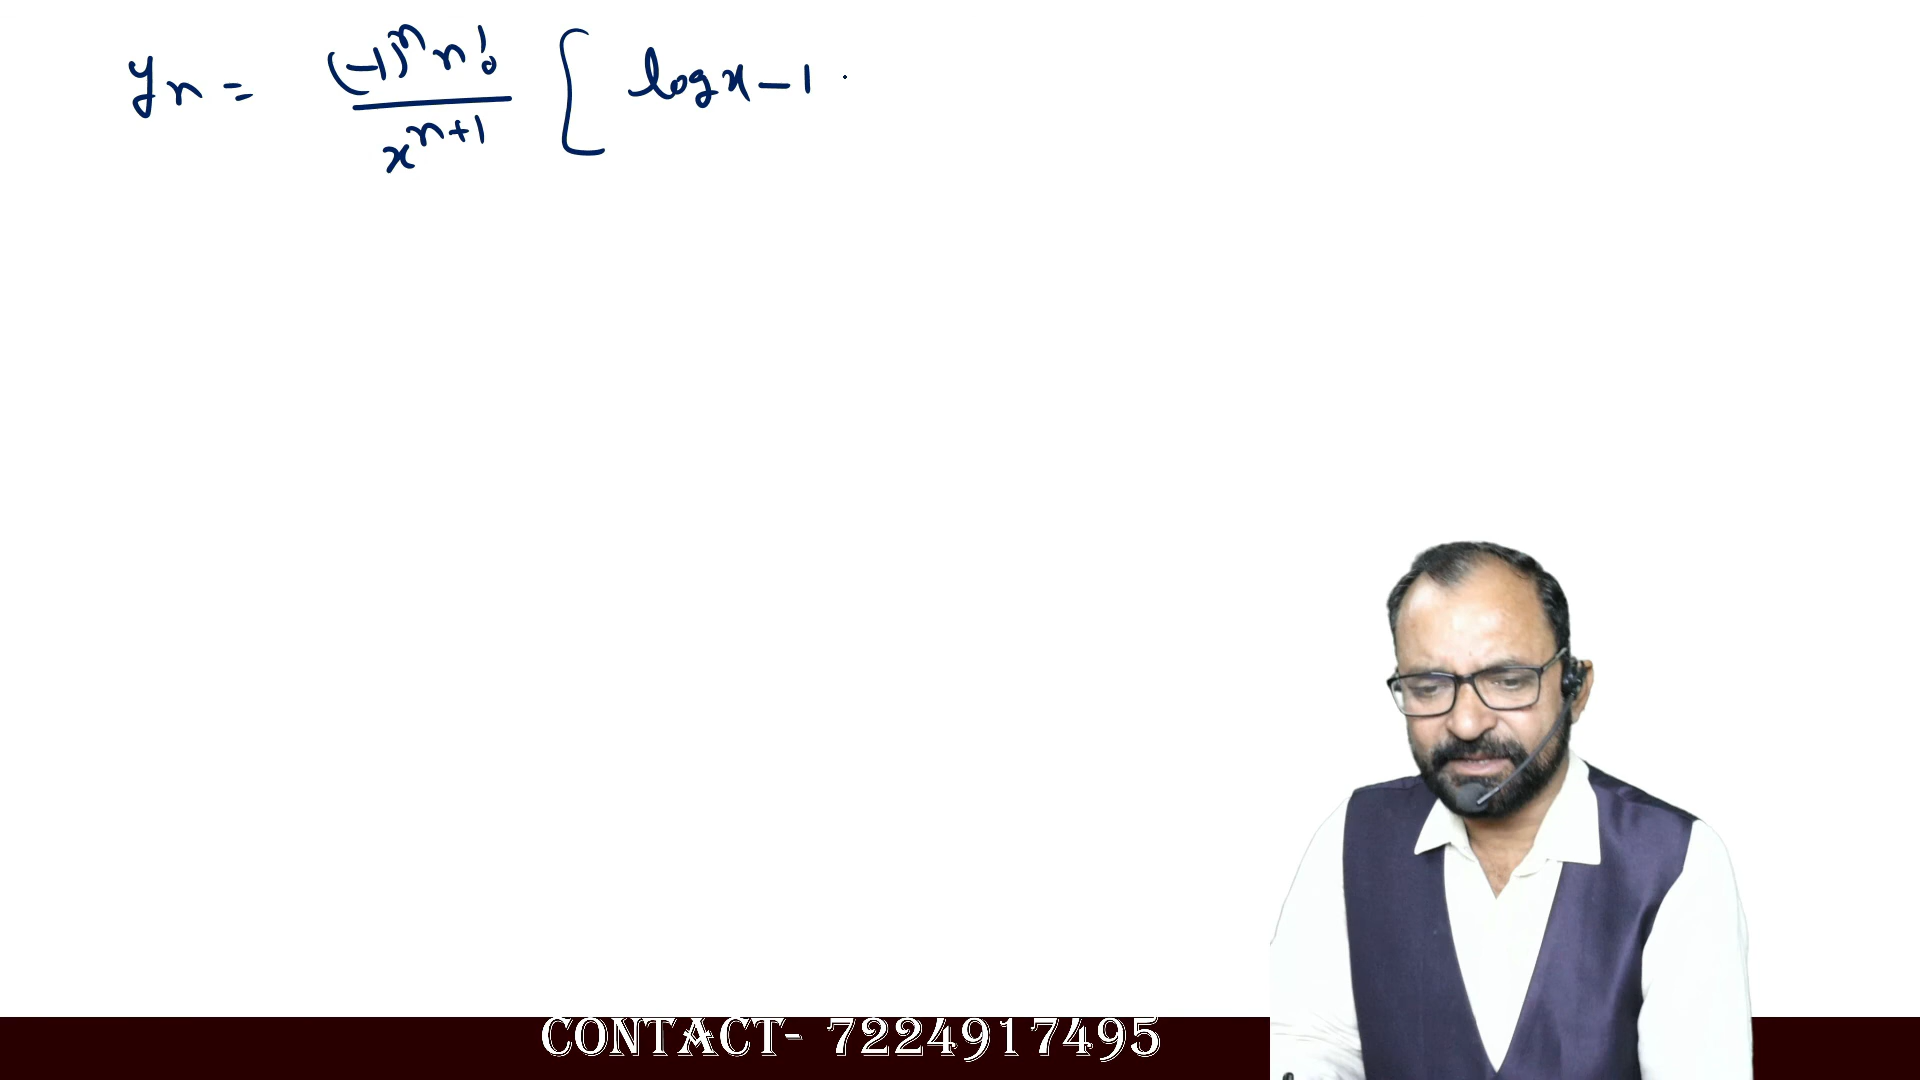 yn = (-1)^n n! / x^(n+1) [ log x - 1
CONTACT- 7224917495